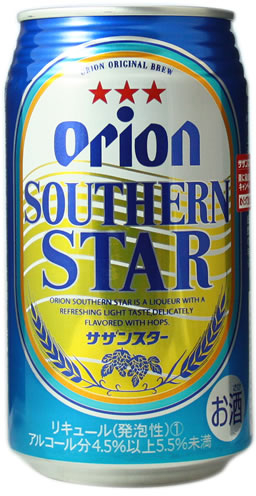 ORION ORIGINAL BREW
orion
SOUTHERN
STAR
ORION SOUTHERN STAR IS A LIQUEUR WITH A
REFRESHING LIGHT TASTE,DELICATELY
FLAVORED WITH HOPS.
サザンスター
お酒
リキュール(発泡性)①
アルコール分4.5%以上5.5%未満